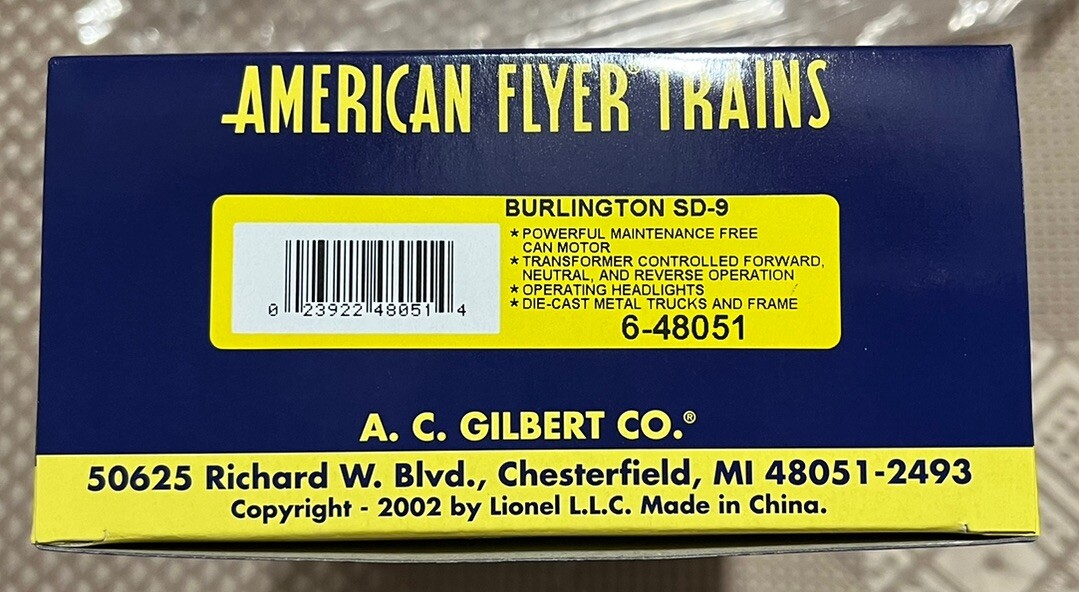 AMERICAN FLYER® TRAINS
BURLINGTON SD-9
* POWERFUL MAINTENANCE FREE
CAN MOTOR
* TRANSFORMER CONTROLLED FORWARD,
NEUTRAL, AND REVERSE OPERATION
* OPERATING HEADLIGHTS
* DIE-CAST METAL TRUCKS AND FRAME
6-48051
0 23922 48051 4
A. C. GILBERT CO.®
50625 Richard W. Blvd., Chesterfield, MI 48051-2493
Copyright - 2002 by Lionel L.L.C. Made in China.